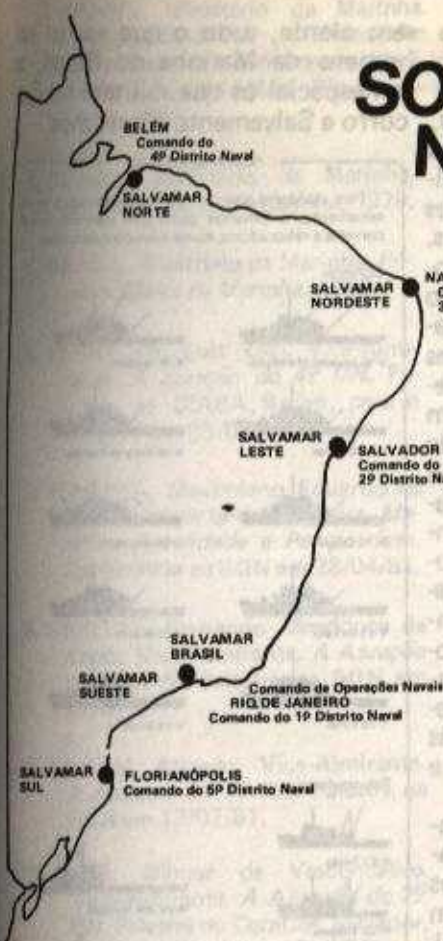 SO
N
BELÉM
Comando do
4º Distrito Naval
SALVAMAR
NORTE
SALVAMAR
NORDESTE
NA
SALVAMAR
LESTE
SALVADOR
Comando do
2º Distrito Na
SALVAMAR
BRASIL
SALVAMAR
SUESTE
Comando de Operações Navais
RIO DE JANEIRO
Comando do 1º Distrito Naval
SALVAMAR
SUL
FLORIANÓPOLIS
Comando do 5º Distrito Naval